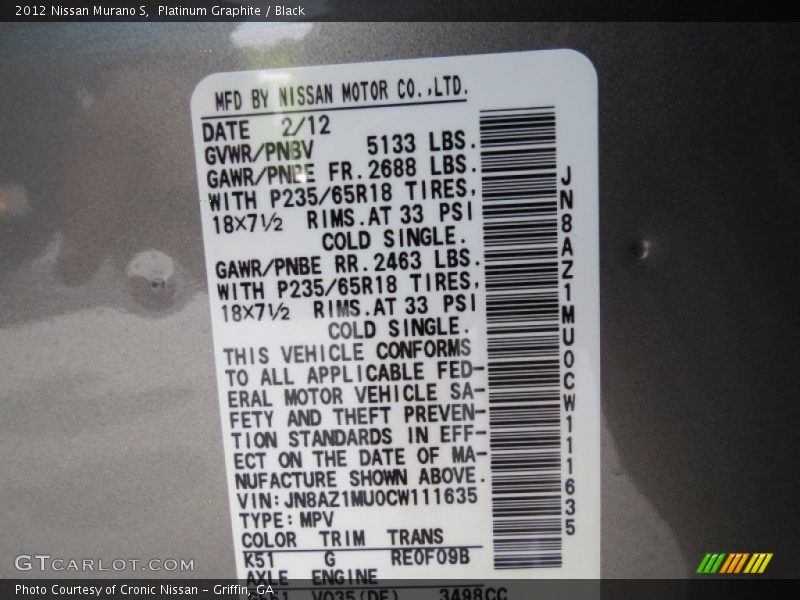 2012 Nissan Murano S, Platinum Graphite / Black
MFD BY NISSAN MOTOR CO.,LTD.
DATE 2/12
GVWR/PNBV 5133 LBS.
GAWR/PNBE FR. 2688 LBS.
WITH P235/65R18 TIRES,
18X7½ RIMS.AT 33 PSI
COLD SINGLE.
GAWR/PNBE RR. 2463 LBS.
WITH P235/65R18 TIRES,
18X7½ RIMS.AT 33 PSI
COLD SINGLE.
THIS VEHICLE CONFORMS
TO ALL APPLICABLE FED-
ERAL MOTOR VEHICLE SA-
FETY AND THEFT PREVEN-
TION STANDARDS IN EFF-
ECT ON THE DATE OF MA-
NUFACTURE SHOWN ABOVE.
VIN: JN8AZ1MU0CW111635
TYPE: MPV
COLOR TRIM TRANS
K51 G RE0F09B
AXLE ENGINE
VQ35(DE) 3498CC
JN8AZ1MU0CW111635
GTCARLOT.COM
Photo Courtesy of Cronic Nissan - Griffin, GA